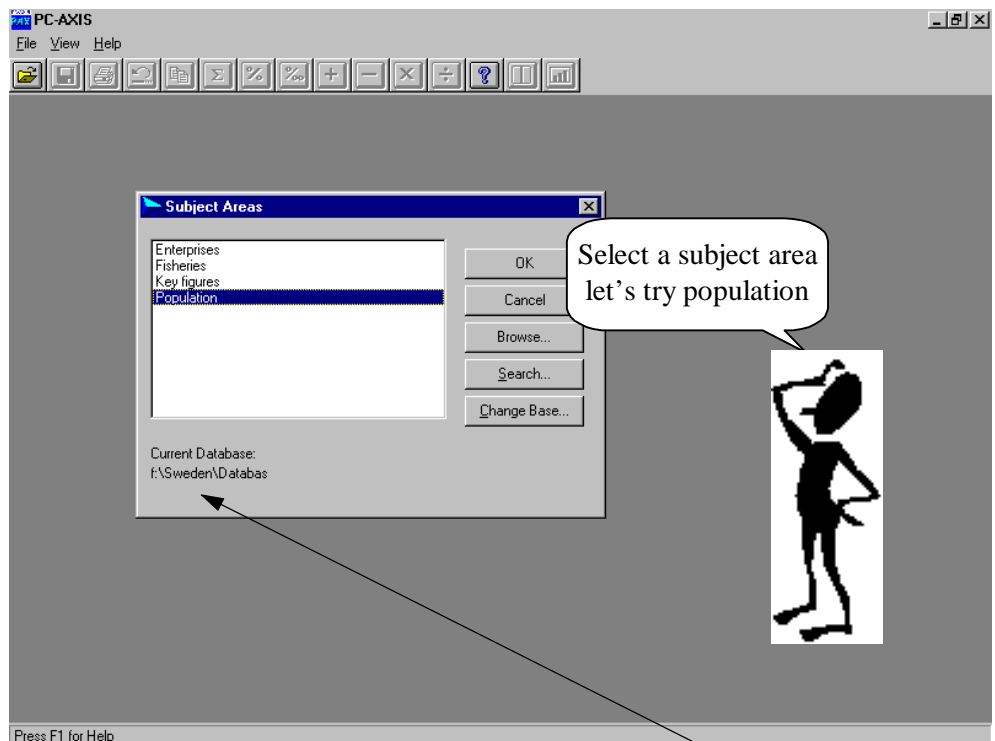 PC-AXIS
File View Help
Subject Areas
Enterprises
Fisheries
Key figures
Population
OK
Cancel
Browse...
Search...
Change Base...
Current Database:
f:\Sweden\Databas
Select a subject area
let's try population
Press F1 for Help